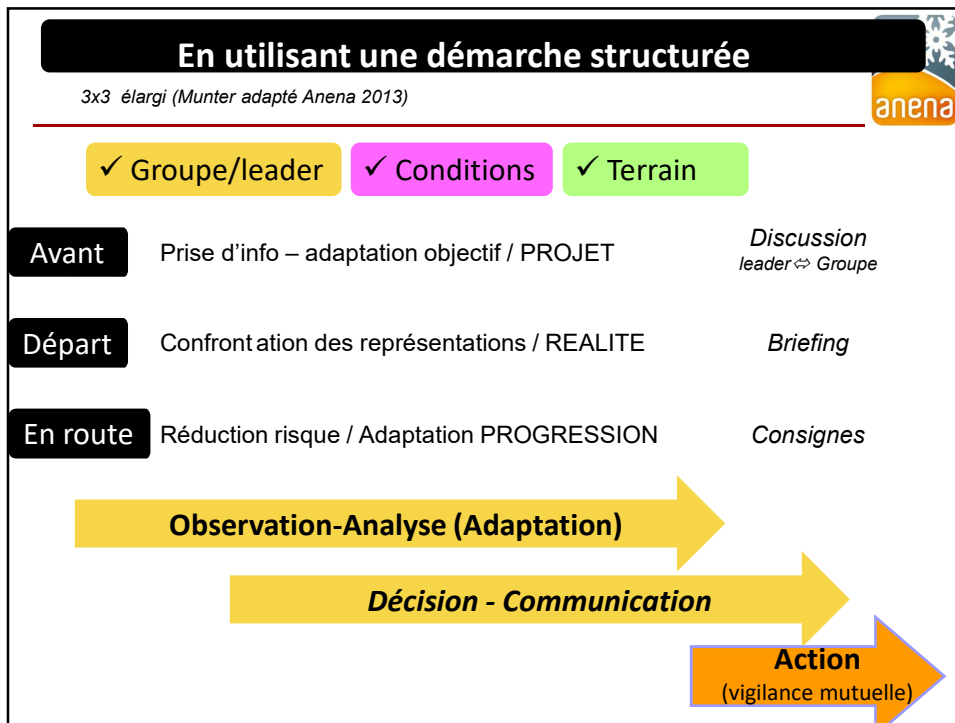 En utilisant une démarche structurée
3x3 élargi (Munter adapté Anena 2013)
anena
✓ Groupe/leader
✓ Conditions
✓ Terrain
Avant
Prise d'info – adaptation objectif / PROJET
Discussion
leader ⇔ Groupe
Départ
Confrontation des représentations / REALITE
Briefing
En route
Réduction risque / Adaptation PROGRESSION
Consignes
Observation-Analyse (Adaptation)
Décision - Communication
Action
(vigilance mutuelle)